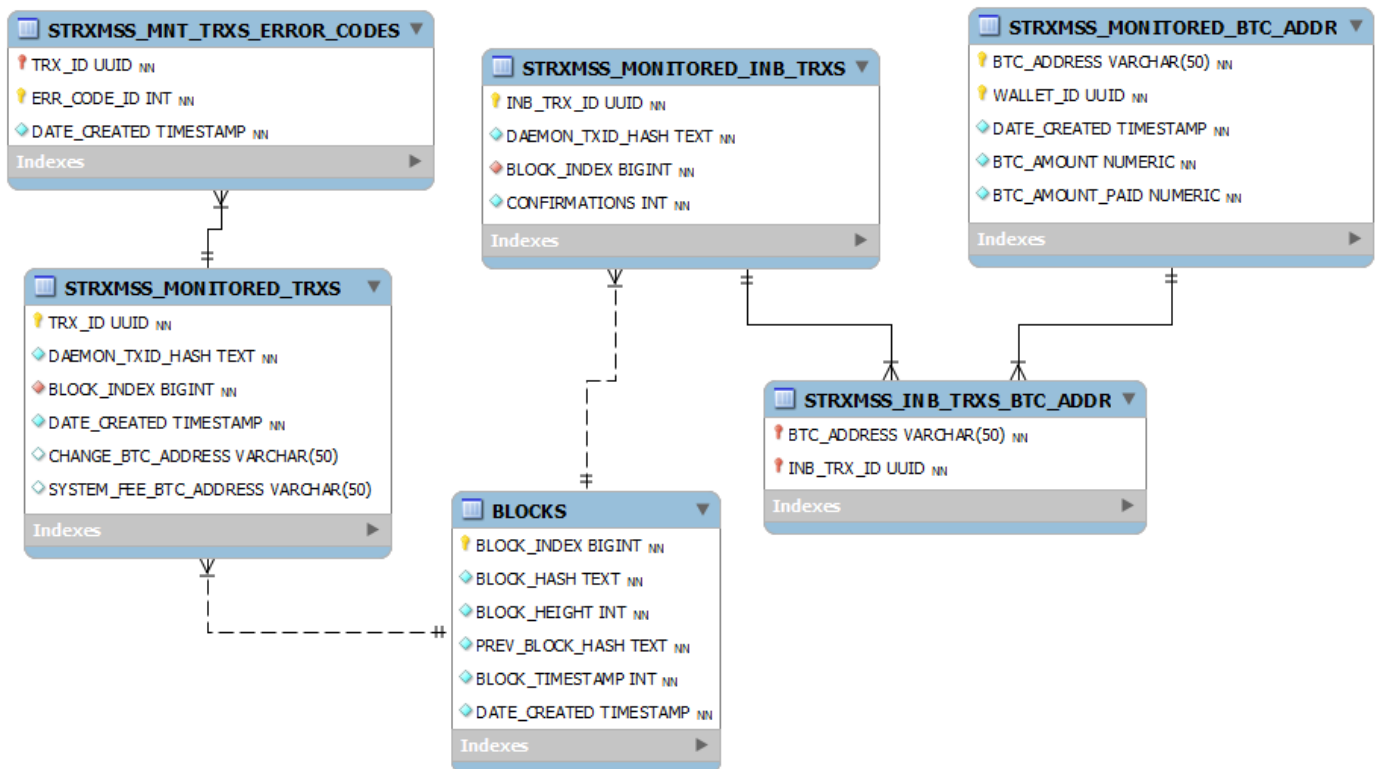 STRXMSS_MNT_TRXS_ERROR_CODES
TRX_ID UUID NN
ERR_CODE_ID INT NN
DATE_CREATED TIMESTAMP NN
Indexes
STRXMSS_MONITORED_INB_TRXS
INB_TRX_ID UUID NN
DAEMON_TXID_HASH TEXT NN
BLOCK_INDEX BIGINT NN
CONFIRMATIONS INT NN
Indexes
STRXMSS_MONITORED_BTC_ADDR
BTC_ADDRESS VARCHAR(50) NN
WALLET_ID UUID NN
DATE_CREATED TIMESTAMP NN
BTC_AMOUNT NUMERIC NN
BTC_AMOUNT_PAID NUMERIC NN
Indexes
STRXMSS_MONITORED_TRXS
TRX_ID UUID NN
DAEMON_TXID_HASH TEXT NN
BLOCK_INDEX BIGINT NN
DATE_CREATED TIMESTAMP NN
CHANGE_BTC_ADDRESS VARCHAR(50)
SYSTEM_FEE_BTC_ADDRESS VARCHAR(50)
Indexes
STRXMSS_INB_TRXS_BTC_ADDR
BTC_ADDRESS VARCHAR(50) NN
INB_TRX_ID UUID NN
Indexes
BLOCKS
BLOCK_INDEX BIGINT NN
BLOCK_HASH TEXT NN
BLOCK_HEIGHT INT NN
PREV_BLOCK_HASH TEXT NN
BLOCK_TIMESTAMP INT NN
DATE_CREATED TIMESTAMP NN
Indexes